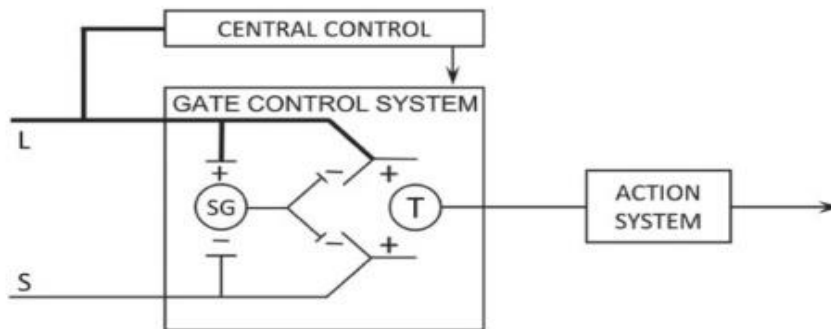 CENTRAL CONTROL
GATE CONTROL SYSTEM
L
+
−
+
SG
T
ACTION
SYSTEM
−
−
+
S